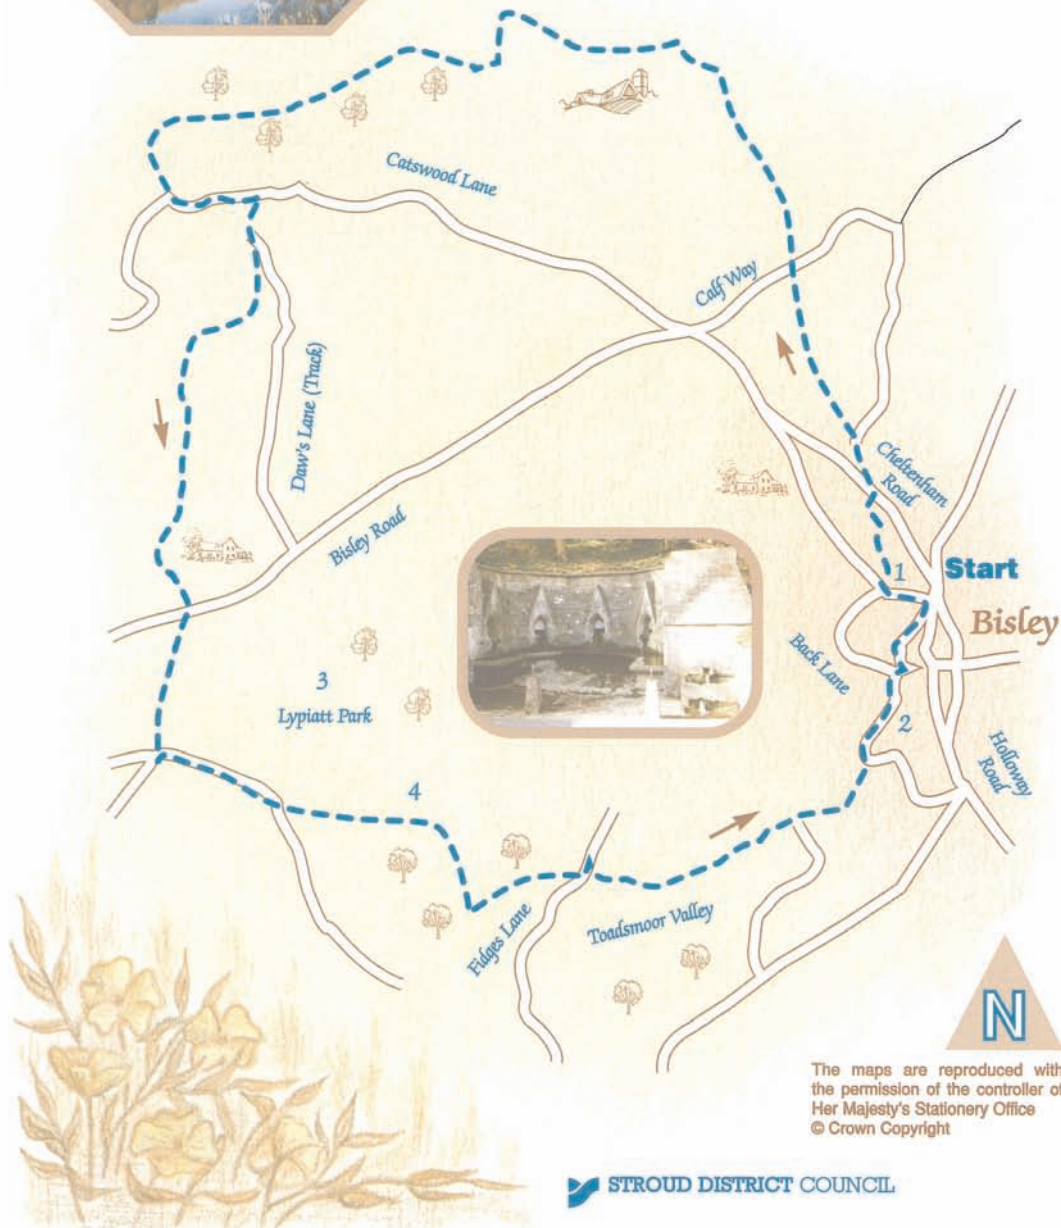 Catswood Lane
Calf Way
Daw's Lane (Track)
Cheltenham
Road
Bisley Road
1
Start
Bisley
Back Lane
3
Lypiatt Park
2
Holloway
Road
4
Fidges Lane
Toadsmoor Valley
N
The maps are reproduced with
the permission of the controller of
Her Majesty's Stationery Office
© Crown Copyright
STROUD DISTRICT COUNCIL